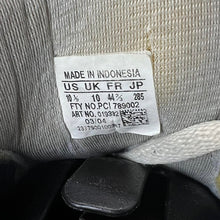 MADE IN INDONESIA
US UK FR JP
10½ 10 44⅔ 285
FTY NO.PCI 789002
ART NO.
03/04